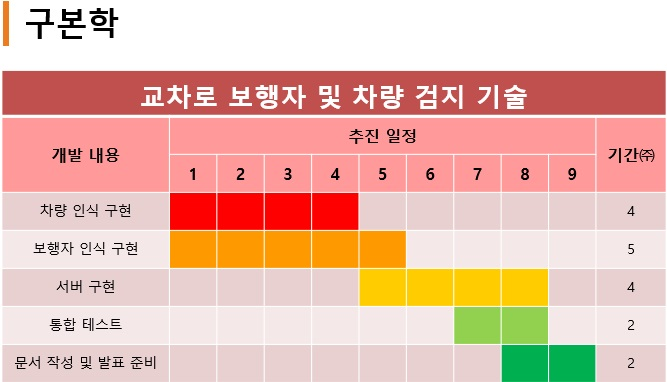 구본학
교차로 보행자 및 차량 검지 기술
개발 내용 추진 일정 기간㈜
1 2 3 4 5 6 7 8 9
차량 인식 구현 4
보행자 인식 구현 5
서버 구현 4
통합 테스트 2
문서 작성 및 발표 준비 2